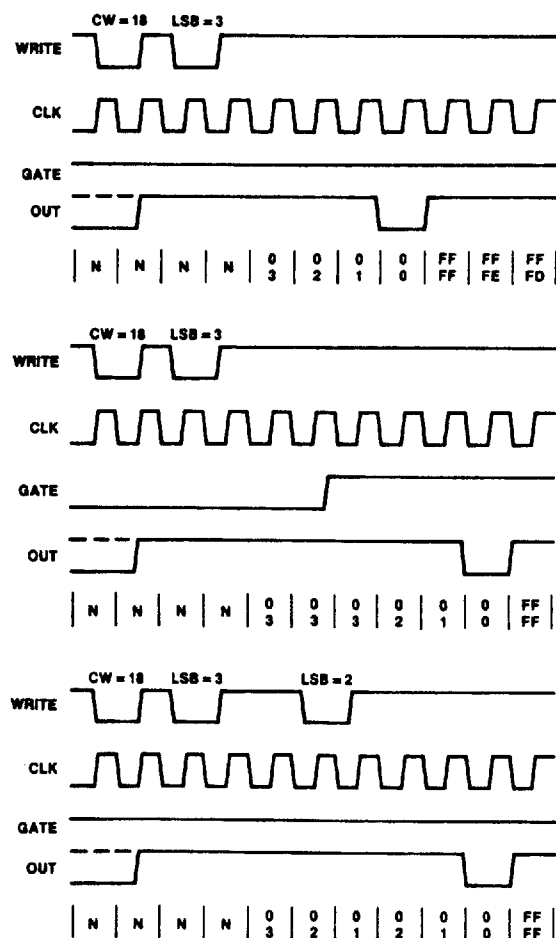 CW = 18 LSB = 3
WRITE
CLK
GATE
OUT
N N N N 0 0 0 0 FF FF FF
3 2 1 0 FF FE FD
CW = 18 LSB = 3
WRITE
CLK
GATE
OUT
N N N N 0 0 0 0 0 0 FF
3 3 3 2 1 0 FF
CW = 18 LSB = 3 LSB = 2
WRITE
CLK
GATE
OUT
N N N N 0 0 0 0 0 0 FF
3 2 1 2 1 0 FF